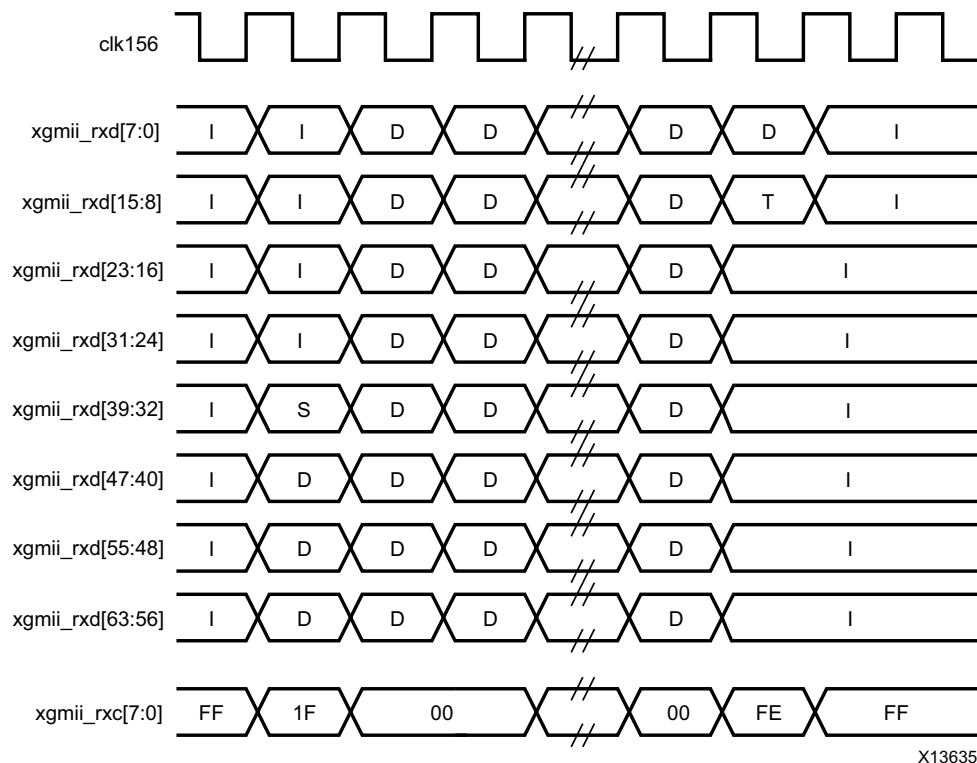 clk156
xgmii_rxd[7:0] I I D D D D I
xgmii_rxd[15:8] I I D D D T I
xgmii_rxd[23:16] I I D D D I
xgmii_rxd[31:24] I I D D D I
xgmii_rxd[39:32] I S D D D I
xgmii_rxd[47:40] I D D D D I
xgmii_rxd[55:48] I D D D D I
xgmii_rxd[63:56] I D D D D I
xgmii_rxc[7:0] FF 1F 00 00 FE FF
X13635